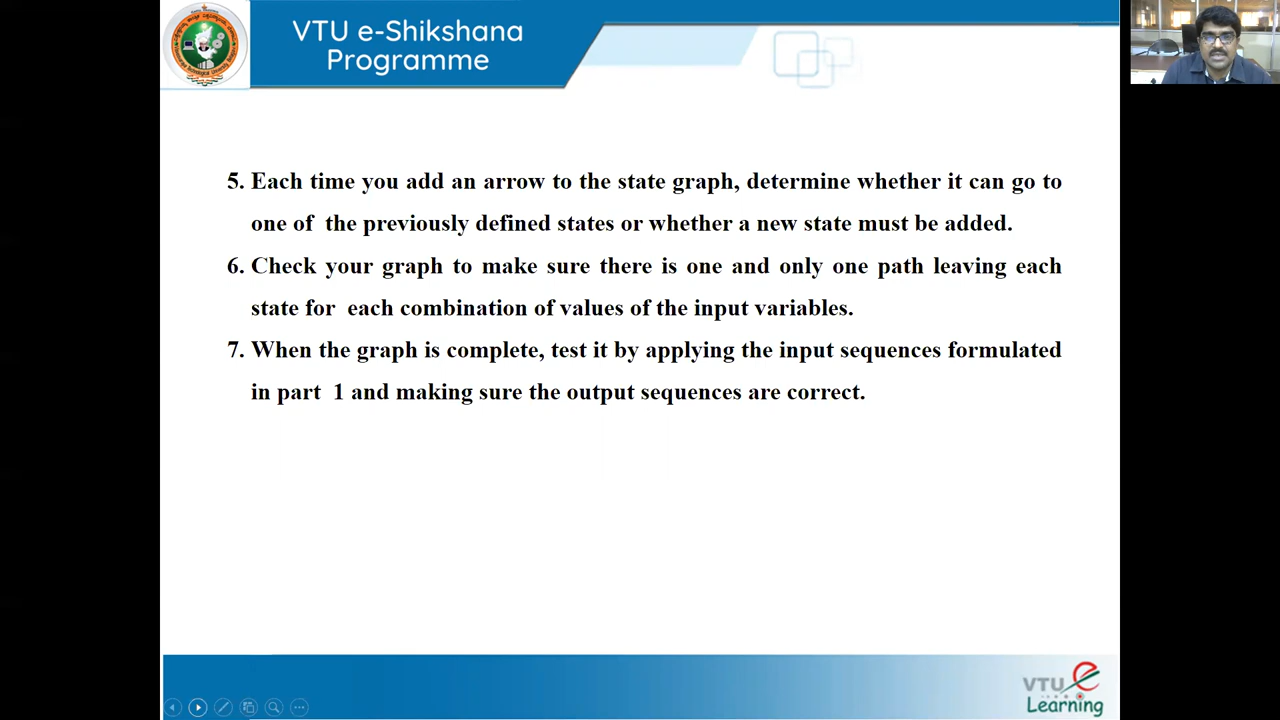 VTU e-Shikshana
Programme
5. Each time you add an arrow to the state graph, determine whether it can go to
one of the previously defined states or whether a new state must be added.
6. Check your graph to make sure there is one and only one path leaving each
state for each combination of values of the input variables.
7. When the graph is complete, test it by applying the input sequences formulated
in part 1 and making sure the output sequences are correct.
VTU e
Learning